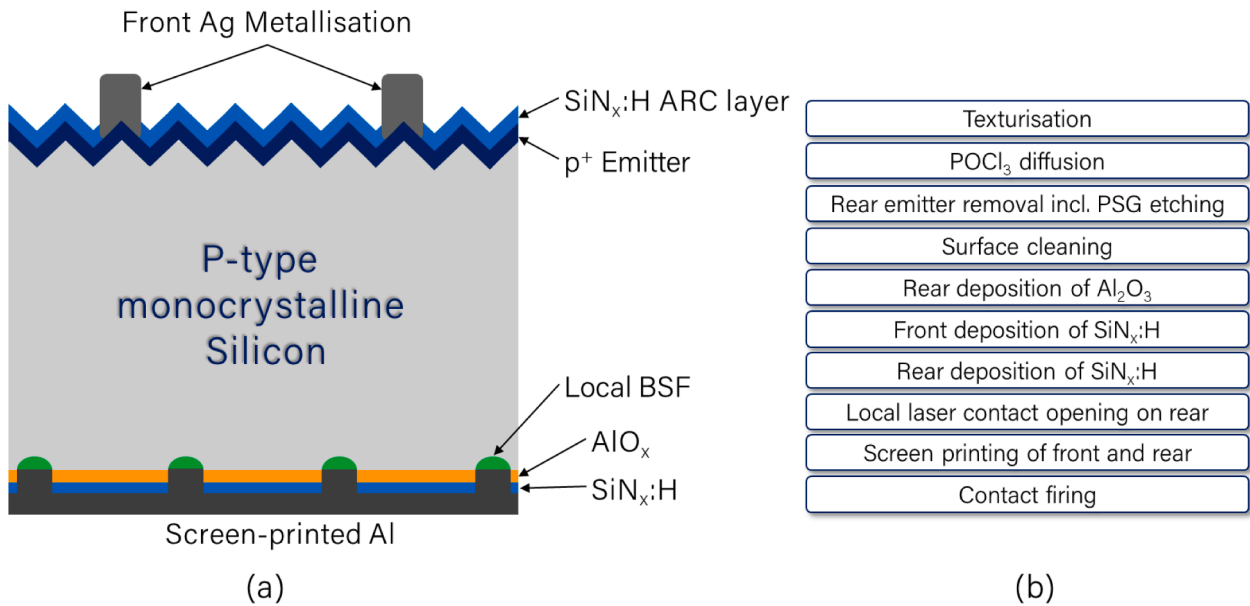 Front Ag Metallisation
SiNₓ:H ARC layer
p⁺ Emitter
P-type
monocrystalline
Silicon
Local BSF
AlOₓ
SiNₓ:H
Screen-printed Al
(a)
Texturisation
POCl₃ diffusion
Rear emitter removal incl. PSG etching
Surface cleaning
Rear deposition of Al₂O₃
Front deposition of SiNₓ:H
Rear deposition of SiNₓ:H
Local laser contact opening on rear
Screen printing of front and rear
Contact firing
(b)